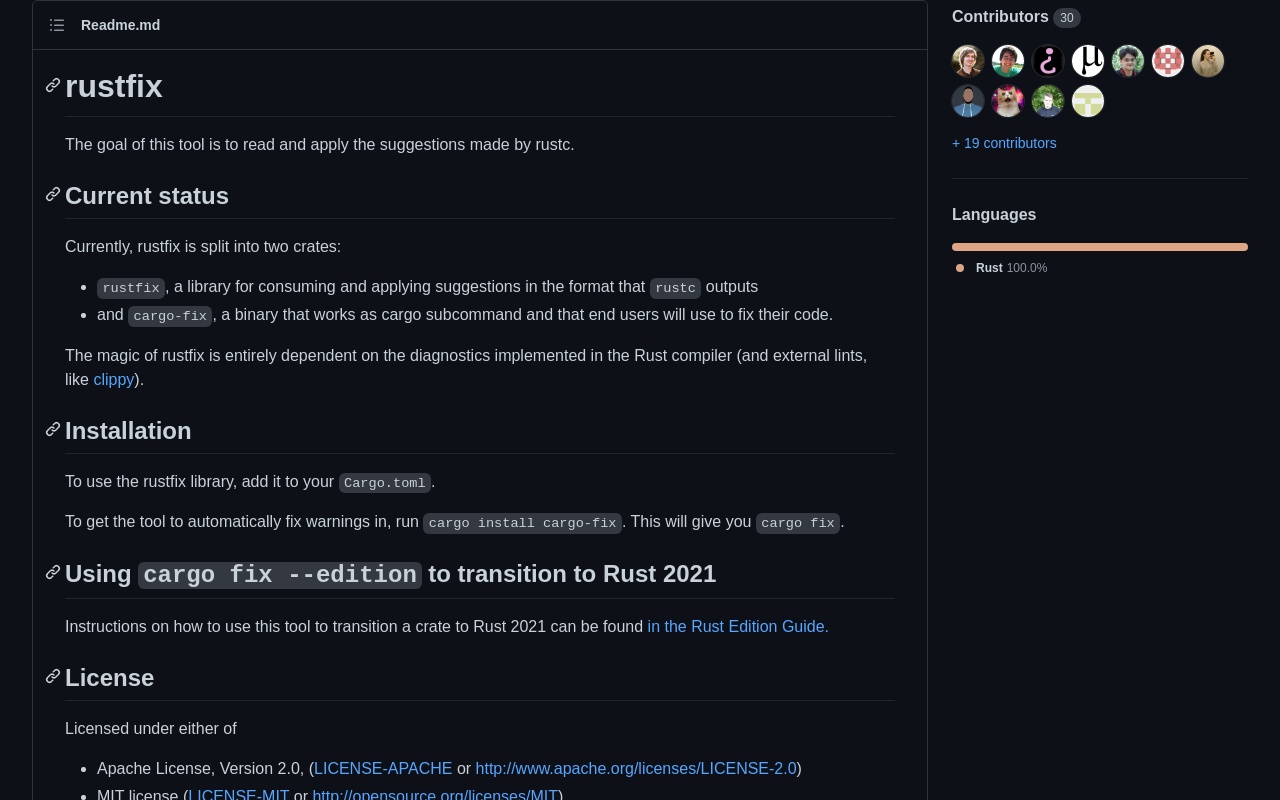 Readme.md
rustfix
The goal of this tool is to read and apply the suggestions made by rustc.
Current status
Currently, rustfix is split into two crates:
rustfix, a library for consuming and applying suggestions in the format that rustc outputs
and cargo-fix, a binary that works as cargo subcommand and that end users will use to fix their code.
The magic of rustfix is entirely dependent on the diagnostics implemented in the Rust compiler (and external lints,
like clippy).
Installation
To use the rustfix library, add it to your Cargo.toml.
To get the tool to automatically fix warnings in, run cargo install cargo-fix. This will give you cargo fix.
Using cargo fix --edition to transition to Rust 2021
Instructions on how to use this tool to transition a crate to Rust 2021 can be found in the Rust Edition Guide.
License
Licensed under either of
Apache License, Version 2.0, (LICENSE-APACHE or http://www.apache.org/licenses/LICENSE-2.0)
MIT license (LICENSE-MIT or http://opensource.org/licenses/MIT)
Contributors 30
+ 19 contributors
Languages
Rust 100.0%